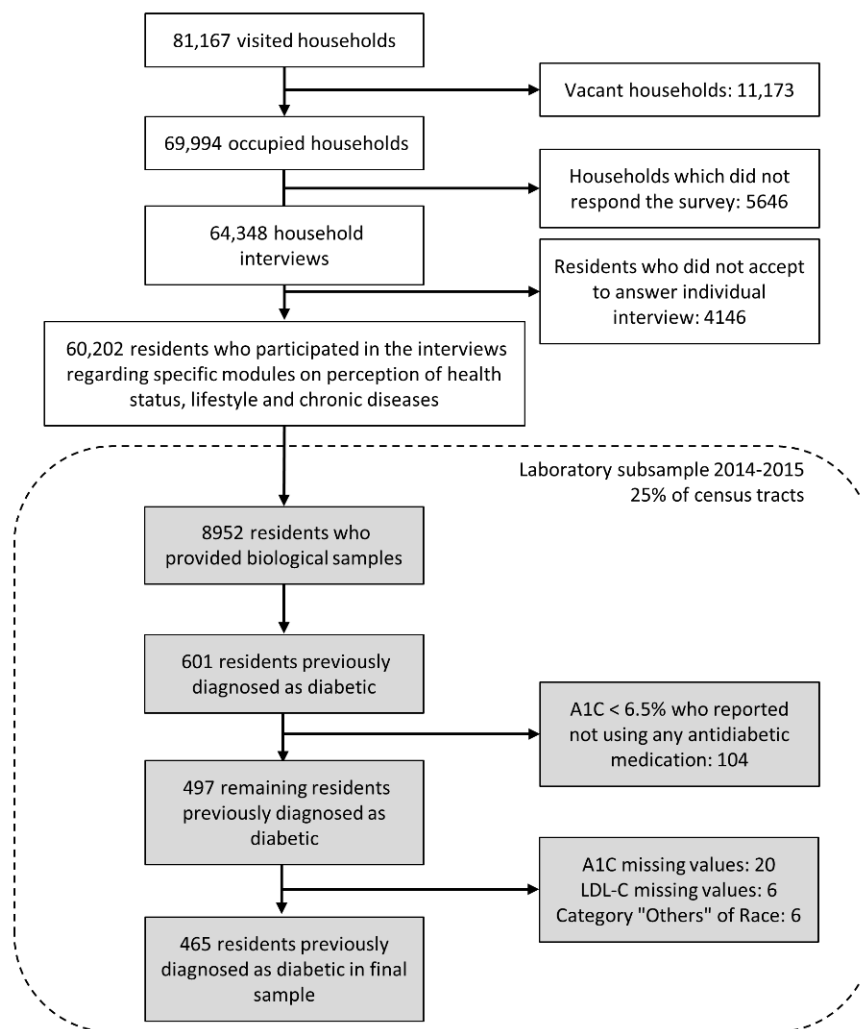 81,167 visited households
Vacant households: 11,173
69,994 occupied households
Households which did not
respond the survey: 5646
64,348 household
interviews
Residents who did not accept
to answer individual
interview: 4146
60,202 residents who participated in the interviews
regarding specific modules on perception of health
status, lifestyle and chronic diseases
Laboratory subsample 2014-2015
25% of census tracts
8952 residents who
provided biological samples
601 residents previously
diagnosed as diabetic
A1C < 6.5% who reported
not using any antidiabetic
medication: 104
497 remaining residents
previously diagnosed as
diabetic
A1C missing values: 20
LDL-C missing values: 6
Category "Others" of Race: 6
465 residents previously
diagnosed as diabetic in final
sample